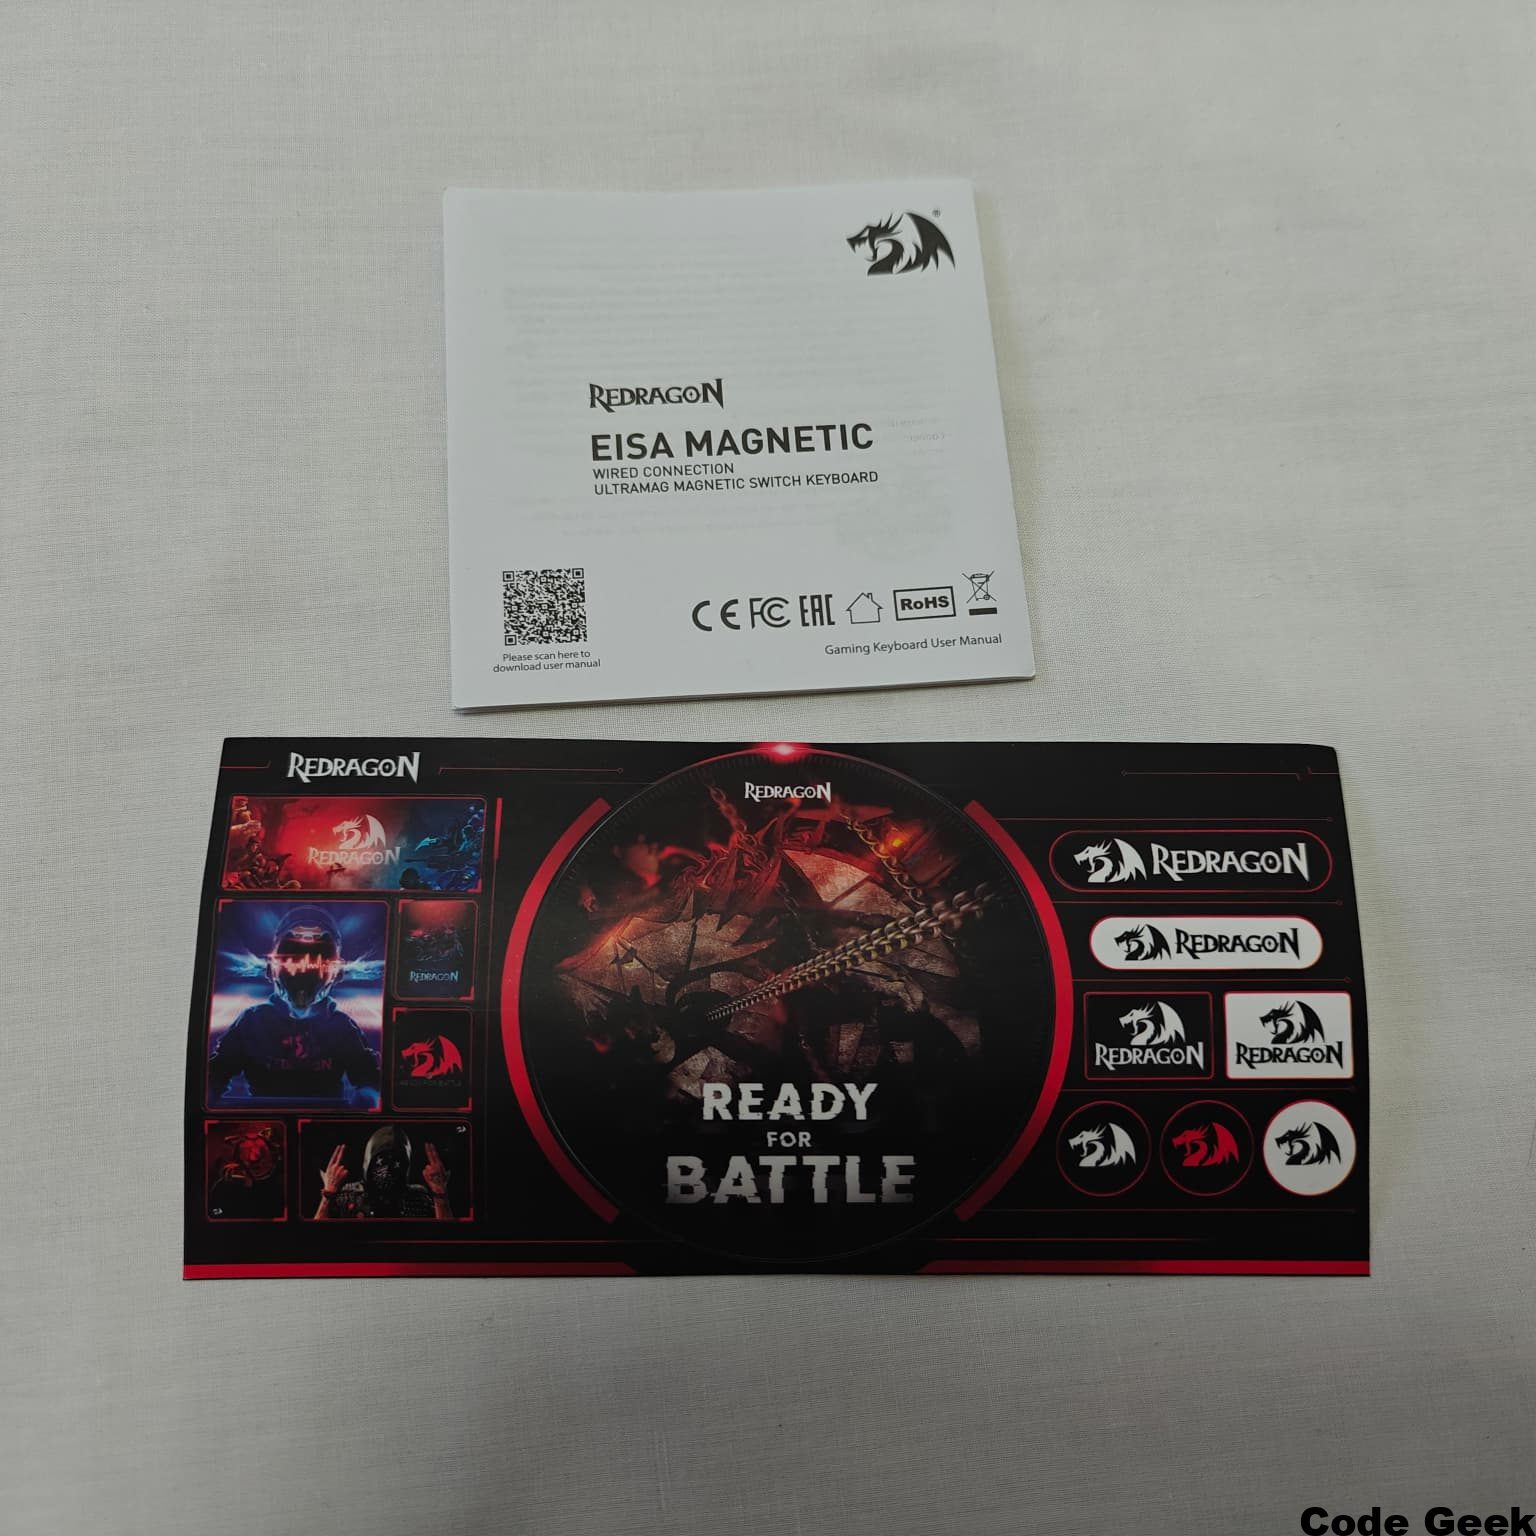 ®
REDRAGON
EISA MAGNETIC
WIRED CONNECTION
ULTRAMAG MAGNETIC SWITCH KEYBOARD
Please scan here to
download user manual
CE FC EAC RoHS
Gaming Keyboard User Manual
REDRAGON
REDRAGON
REDRAGON
REDRAGON
READY
FOR
BATTLE
REDRAGON
REDRAGON
REDRAGON
REDRAGON
Code Geek